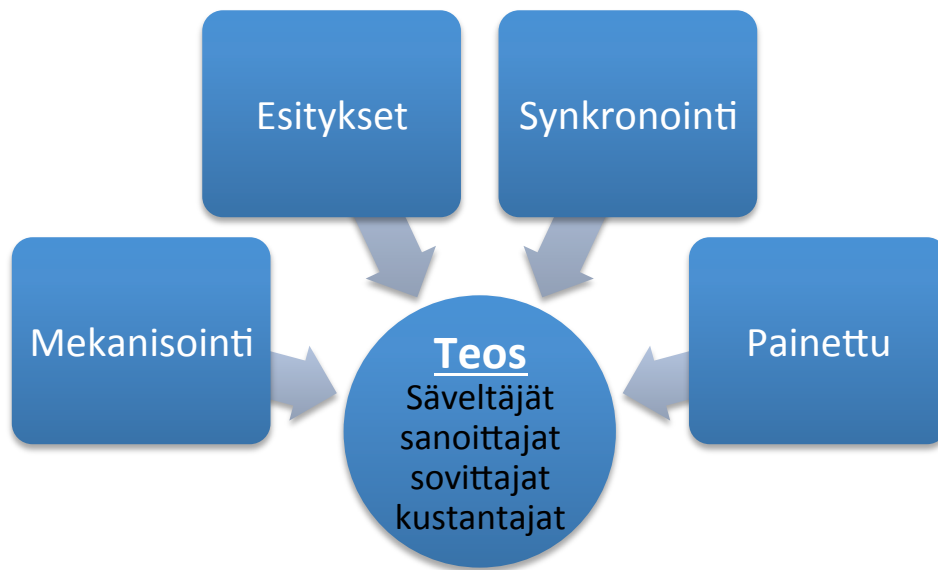 Esitykset
Synkronointi
Mekanisointi
Painettu
Teos
Säveltäjät
sanoittajat
sovittajat
kustantajat